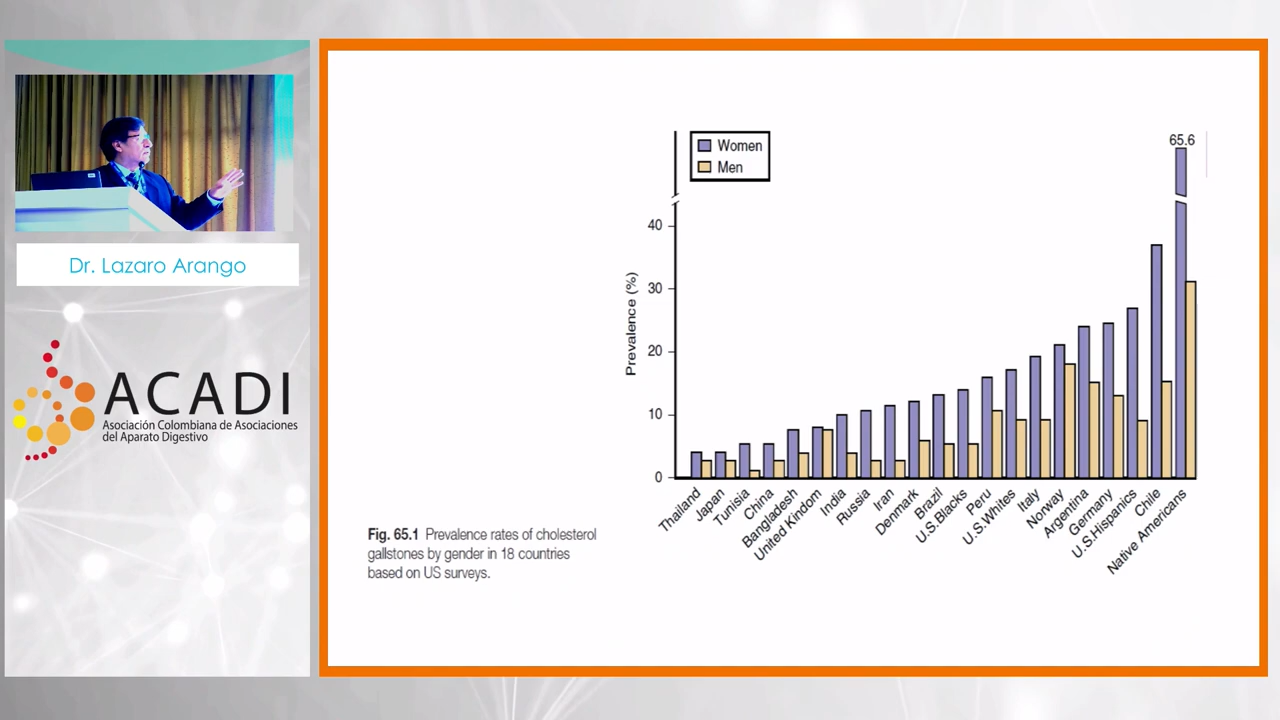 Dr. Lazaro Arango
ACADI
Asociación Colombiana de Asociaciones
del Aparato Digestivo
Fig. 65.1 Prevalence rates of cholesterol
gallstones by gender in 18 countries
based on US surveys.
Women
Men
65.6
Prevalence (%)
40
30
20
10
0
Thailand
Japan
Tunisia
China
Bangladesh
United Kindom
India
Russia
Iran
Denmark
Brazil
U.S.Blacks
Peru
U.S.Whites
Italy
Norway
Argentina
Germany
U.S.Hispanics
Chile
Native Americans